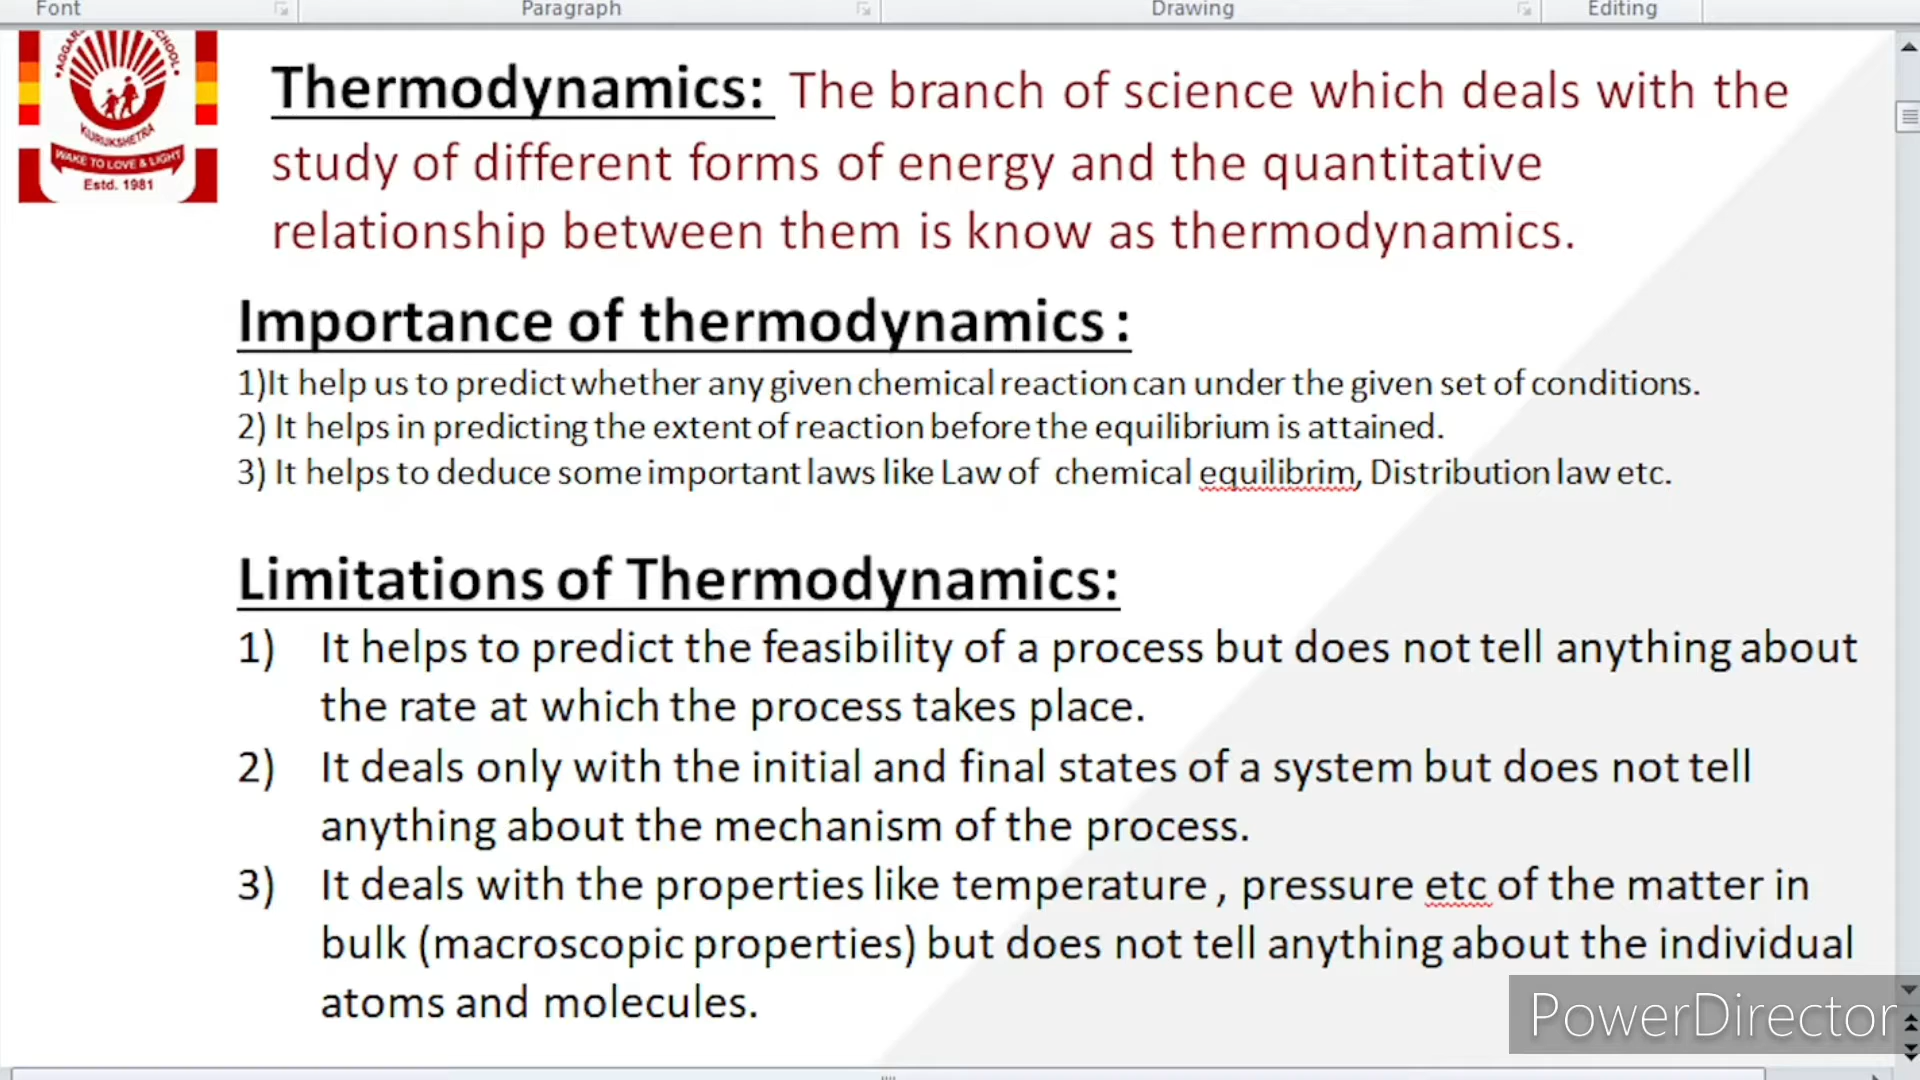 Font Paragraph Drawing Editing
SCHOOL
KURUKSHETRA
WAKE TO LOVE & LIGHT
Estd. 1981
Thermodynamics: The branch of science which deals with the
study of different forms of energy and the quantitative
relationship between them is know as thermodynamics.
Importance of thermodynamics :
1)It help us to predict whether any given chemical reaction can under the given set of conditions.
2) It helps in predicting the extent of reaction before the equilibrium is attained.
3) It helps to deduce some important laws like Law of chemical equilibrim, Distribution law etc.
Limitations of Thermodynamics:
1) It helps to predict the feasibility of a process but does not tell anything about
the rate at which the process takes place.
2) It deals only with the initial and final states of a system but does not tell
anything about the mechanism of the process.
3) It deals with the properties like temperature , pressure etc of the matter in
bulk (macroscopic properties) but does not tell anything about the individual
atoms and molecules.
PowerDirector